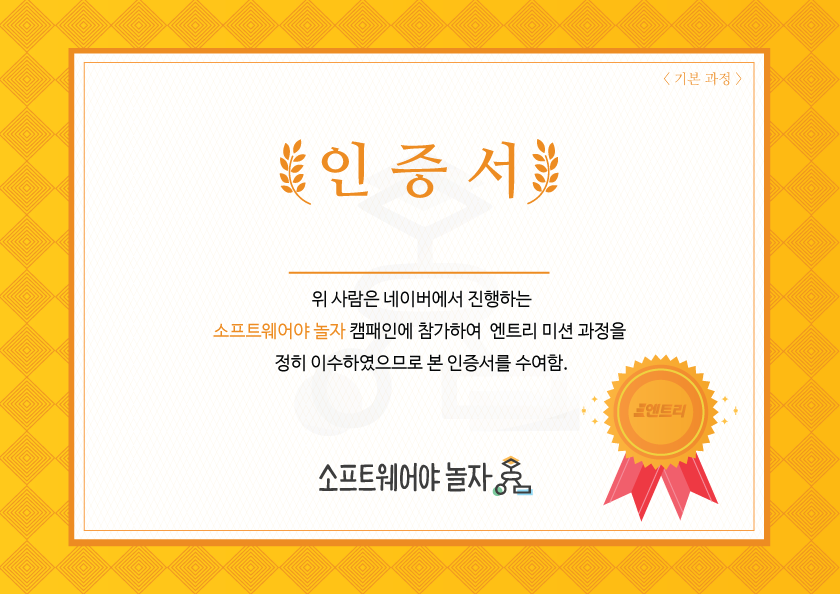 〈 기본 과정 〉
인증서
위 사람은 네이버에서 진행하는
소프트웨어야 놀자 캠패인에 참가하여 엔트리 미션 과정을
정히 이수하였으므로 본 인증서를 수여함.
엔트리
소프트웨어야 놀자